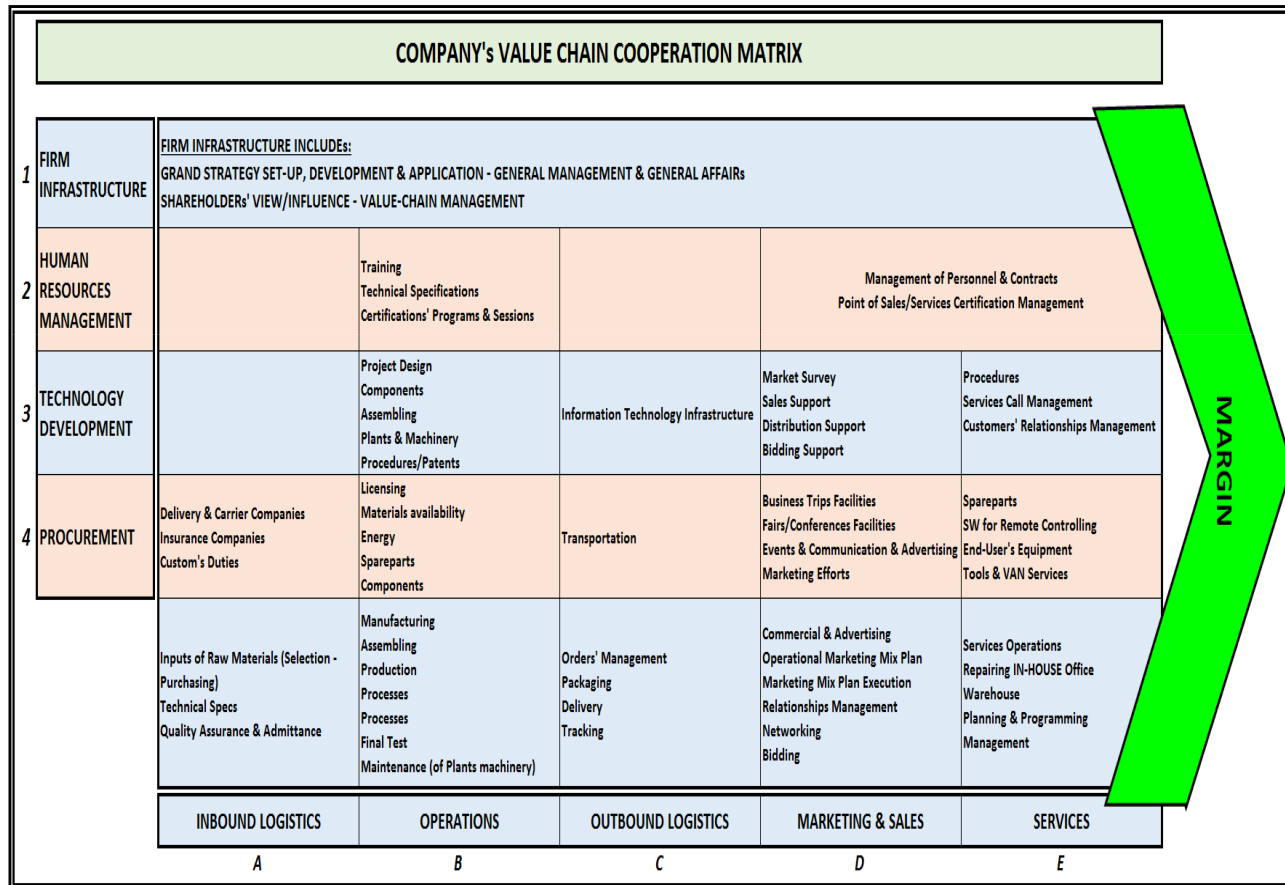 COMPANY's VALUE CHAIN COOPERATION MATRIX
1
FIRM
INFRASTRUCTURE
FIRM INFRASTRUCTURE INCLUDEs:
GRAND STRATEGY SET-UP, DEVELOPMENT & APPLICATION - GENERAL MANAGEMENT & GENERAL AFFAIRs
SHAREHOLDERs' VIEW/INFLUENCE - VALUE-CHAIN MANAGEMENT
2
HUMAN
RESOURCES
MANAGEMENT
Training
Technical Specifications
Certifications' Programs & Sessions
Management of Personnel & Contracts
Point of Sales/Services Certification Management
3
TECHNOLOGY
DEVELOPMENT
Project Design
Components
Assembling
Plants & Machinery
Procedures/Patents
Information Technology Infrastructure
Market Survey
Sales Support
Distribution Support
Bidding Support
Procedures
Services Call Management
Customers' Relationships Management
4
PROCUREMENT
Delivery & Carrier Companies
Insurance Companies
Custom's Duties
Licensing
Materials availability
Energy
Spareparts
Components
Transportation
Business Trips Facilities
Fairs/Conferences Facilities
Events & Communication & Advertising
Marketing Efforts
Spareparts
SW for Remote Controlling
End-User's Equipment
Tools & VAN Services
Inputs of Raw Materials (Selection -
Purchasing)
Technical Specs
Quality Assurance & Admittance
Manufacturing
Assembling
Production
Processes
Processes
Final Test
Maintenance (of Plants machinery)
Orders' Management
Packaging
Delivery
Tracking
Commercial & Advertising
Operational Marketing Mix Plan
Marketing Mix Plan Execution
Relationships Management
Networking
Bidding
Services Operations
Repairing IN-HOUSE Office
Warehouse
Planning & Programming
Management
MARGIN
INBOUND LOGISTICS
OPERATIONS
OUTBOUND LOGISTICS
MARKETING & SALES
SERVICES
A
B
C
D
E